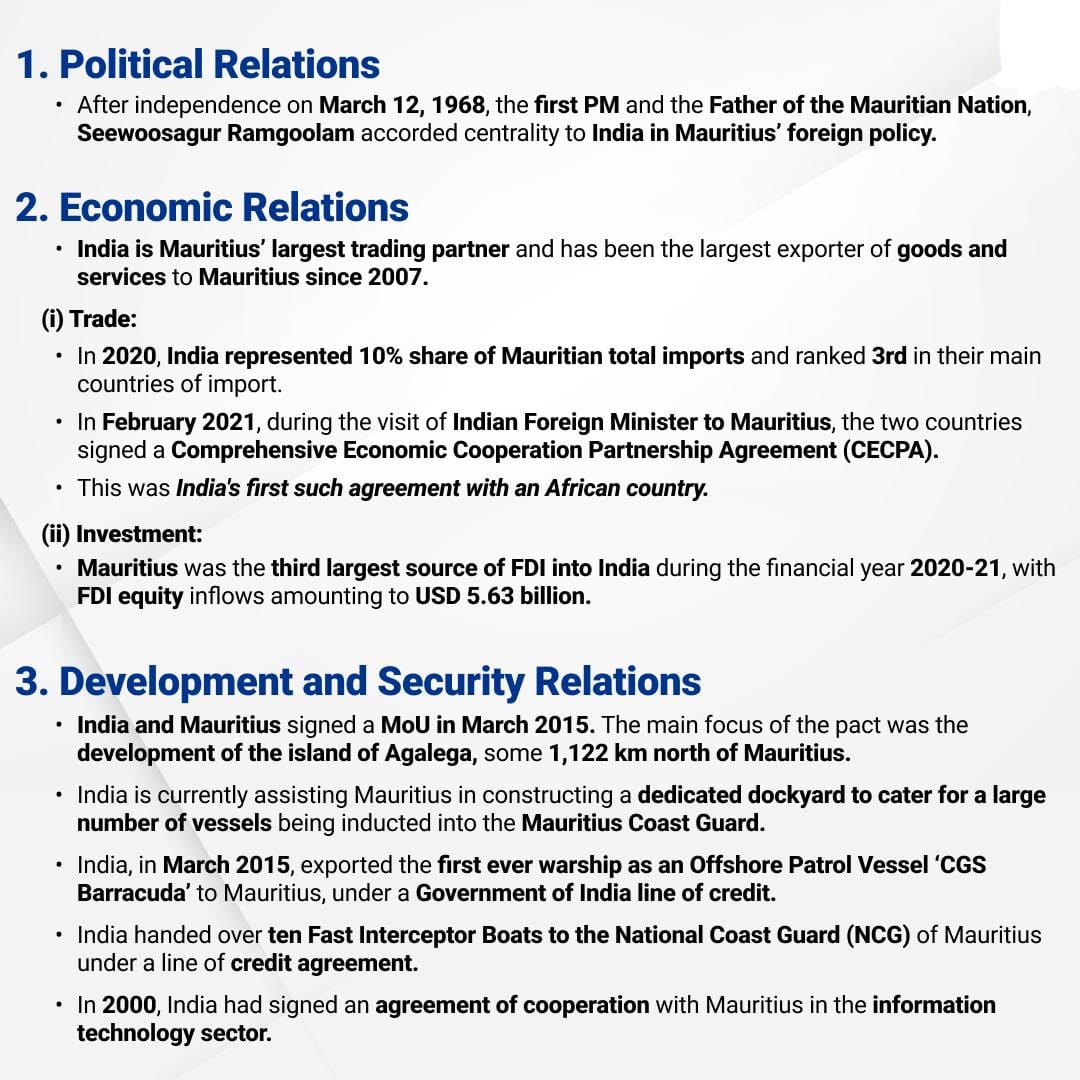 1. Political Relations
• After independence on March 12, 1968, the first PM and the Father of the Mauritian Nation,
Seewoosagur Ramgoolam accorded centrality to India in Mauritius’ foreign policy.
2. Economic Relations
• India is Mauritius’ largest trading partner and has been the largest exporter of goods and
services to Mauritius since 2007.
(i) Trade:
• In 2020, India represented 10% share of Mauritian total imports and ranked 3rd in their main
countries of import.
• In February 2021, during the visit of Indian Foreign Minister to Mauritius, the two countries
signed a Comprehensive Economic Cooperation Partnership Agreement (CECPA).
• This was India's first such agreement with an African country.
(ii) Investment:
• Mauritius was the third largest source of FDI into India during the financial year 2020-21, with
FDI equity inflows amounting to USD 5.63 billion.
3. Development and Security Relations
• India and Mauritius signed a MoU in March 2015. The main focus of the pact was the
development of the island of Agalega, some 1,122 km north of Mauritius.
• India is currently assisting Mauritius in constructing a dedicated dockyard to cater for a large
number of vessels being inducted into the Mauritius Coast Guard.
• India, in March 2015, exported the first ever warship as an Offshore Patrol Vessel ‘CGS
Barracuda’ to Mauritius, under a Government of India line of credit.
• India handed over ten Fast Interceptor Boats to the National Coast Guard (NCG) of Mauritius
under a line of credit agreement.
• In 2000, India had signed an agreement of cooperation with Mauritius in the information
technology sector.